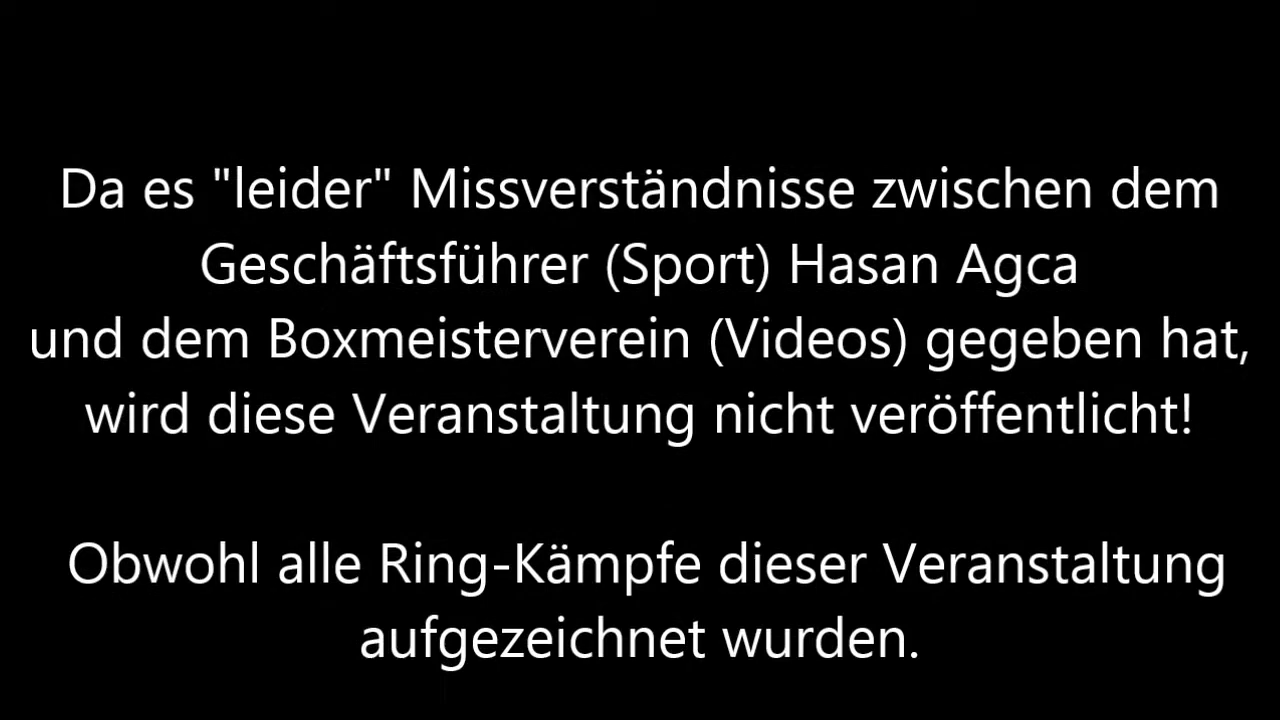 Da es "leider" Missverständnisse zwischen dem
Geschäftsführer (Sport) Hasan Agca
und dem Boxmeisterverein (Videos) gegeben hat,
wird diese Veranstaltung nicht veröffentlicht!
Obwohl alle Ring-Kämpfe dieser Veranstaltung
aufgezeichnet wurden.